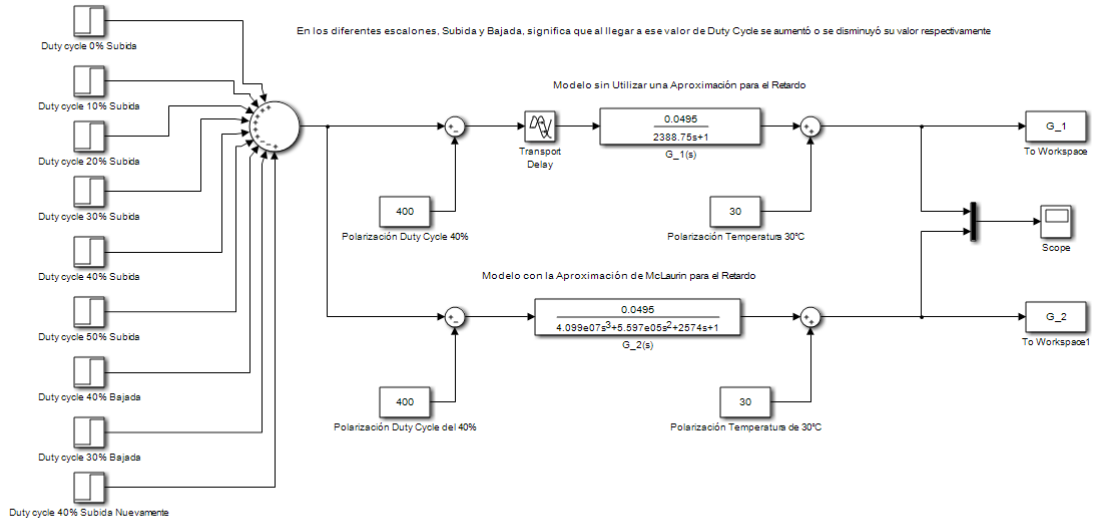 Duty cycle 0% Subida
Duty cycle 10% Subida
Duty cycle 20% Subida
Duty cycle 30% Subida
Duty cycle 40% Subida
Duty cycle 50% Subida
Duty cycle 40% Bajada
Duty cycle 30% Bajada
Duty cycle 40% Subida Nuevamente
En los diferentes escalones, Subida y Bajada, significa que al llegar a ese valor de Duty Cycle se aumentó o se disminuyó su valor respectivamente
Modelo sin Utilizar una Aproximación para el Retardo
Transport
Delay
0.0495
2388.75s+1
G_1(s)
400
Polarización Duty Cycle 40%
30
Polarización Temperatura 30ºC
G_1
To Workspace
Scope
Modelo con la Aproximación de McLaurin para el Retardo
0.0495
4.099e07s3+5.597e05s2+2574s+1
G_2(s)
400
Polarización Duty Cycle del 40%
30
Polarización Temperatura de 30ºC
G_2
To Workspace1